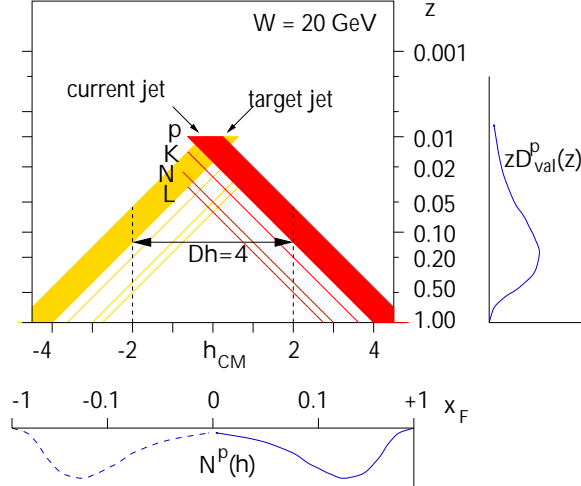 W = 20 GeV
z
0.001
current jet
target jet
p
K
N
L
0.01
0.02
0.05
0.10
0.20
0.50
1.00
zD^p_val(z)
Dh=4
-4
-2
h_CM
2
4
-1
-0.1
0
0.1
+1
x_F
N^p(h)